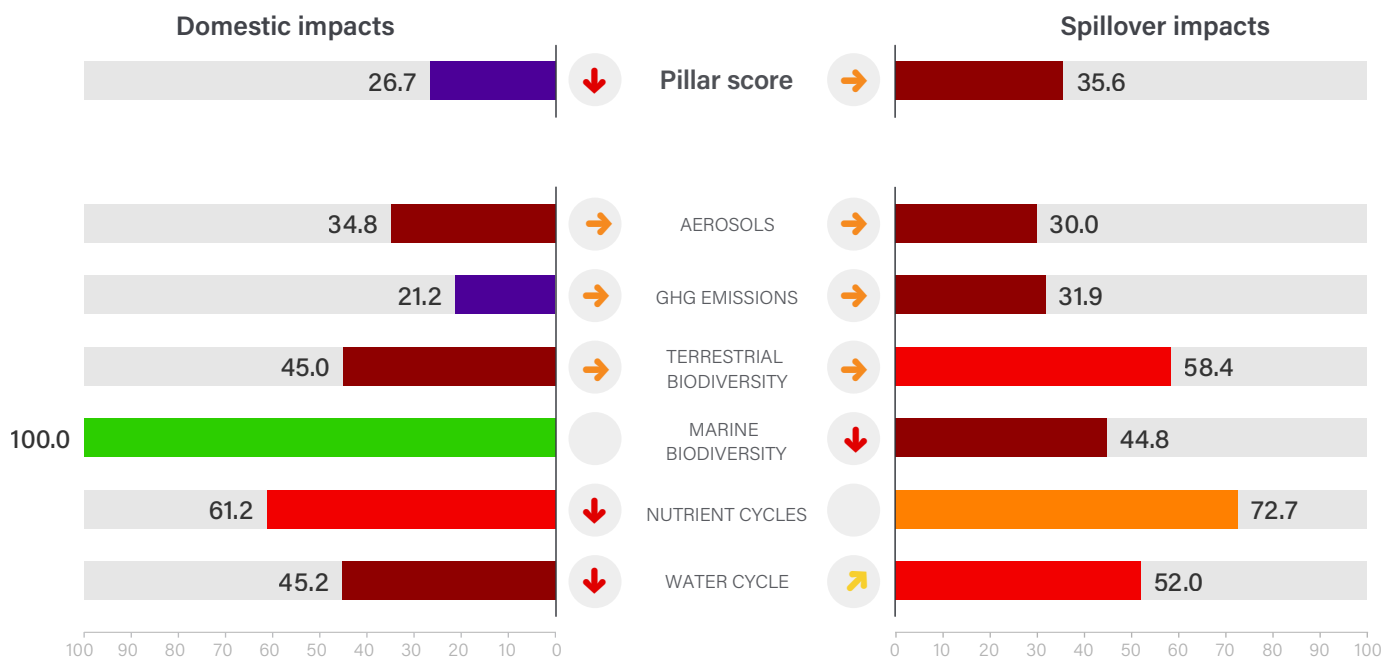 Domestic impacts
Spillover impacts
26.7
Pillar score
35.6
34.8
AEROSOLS
30.0
21.2
GHG EMISSIONS
31.9
45.0
TERRESTRIAL
BIODIVERSITY
58.4
100.0
MARINE
BIODIVERSITY
44.8
61.2
NUTRIENT CYCLES
72.7
45.2
WATER CYCLE
52.0
100 90 80 70 60 50 40 30 20 10 0
0 10 20 30 40 50 60 70 80 90 100